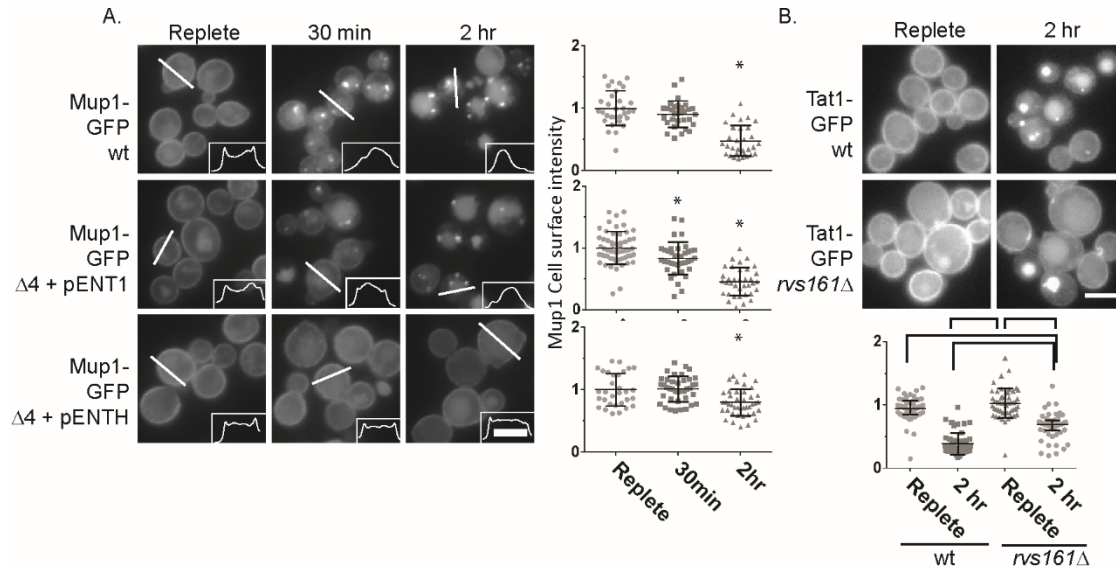 A.
Replete
30 min
2 hr
Mup1-
GFP
wt
Mup1-
GFP
Δ4 + pENT1
Mup1-
GFP
Δ4 + pENTH
Mup1 Cell surface intensity
2
1
0
*
2
1
0
*
*
2
1
0
*
Replete
30min
2hr
B.
Replete
2 hr
Tat1-
GFP
wt
Tat1-
GFP
rvs161Δ
2
1
0
Replete
2 hr
Replete
2 hr
wt
rvs161Δ